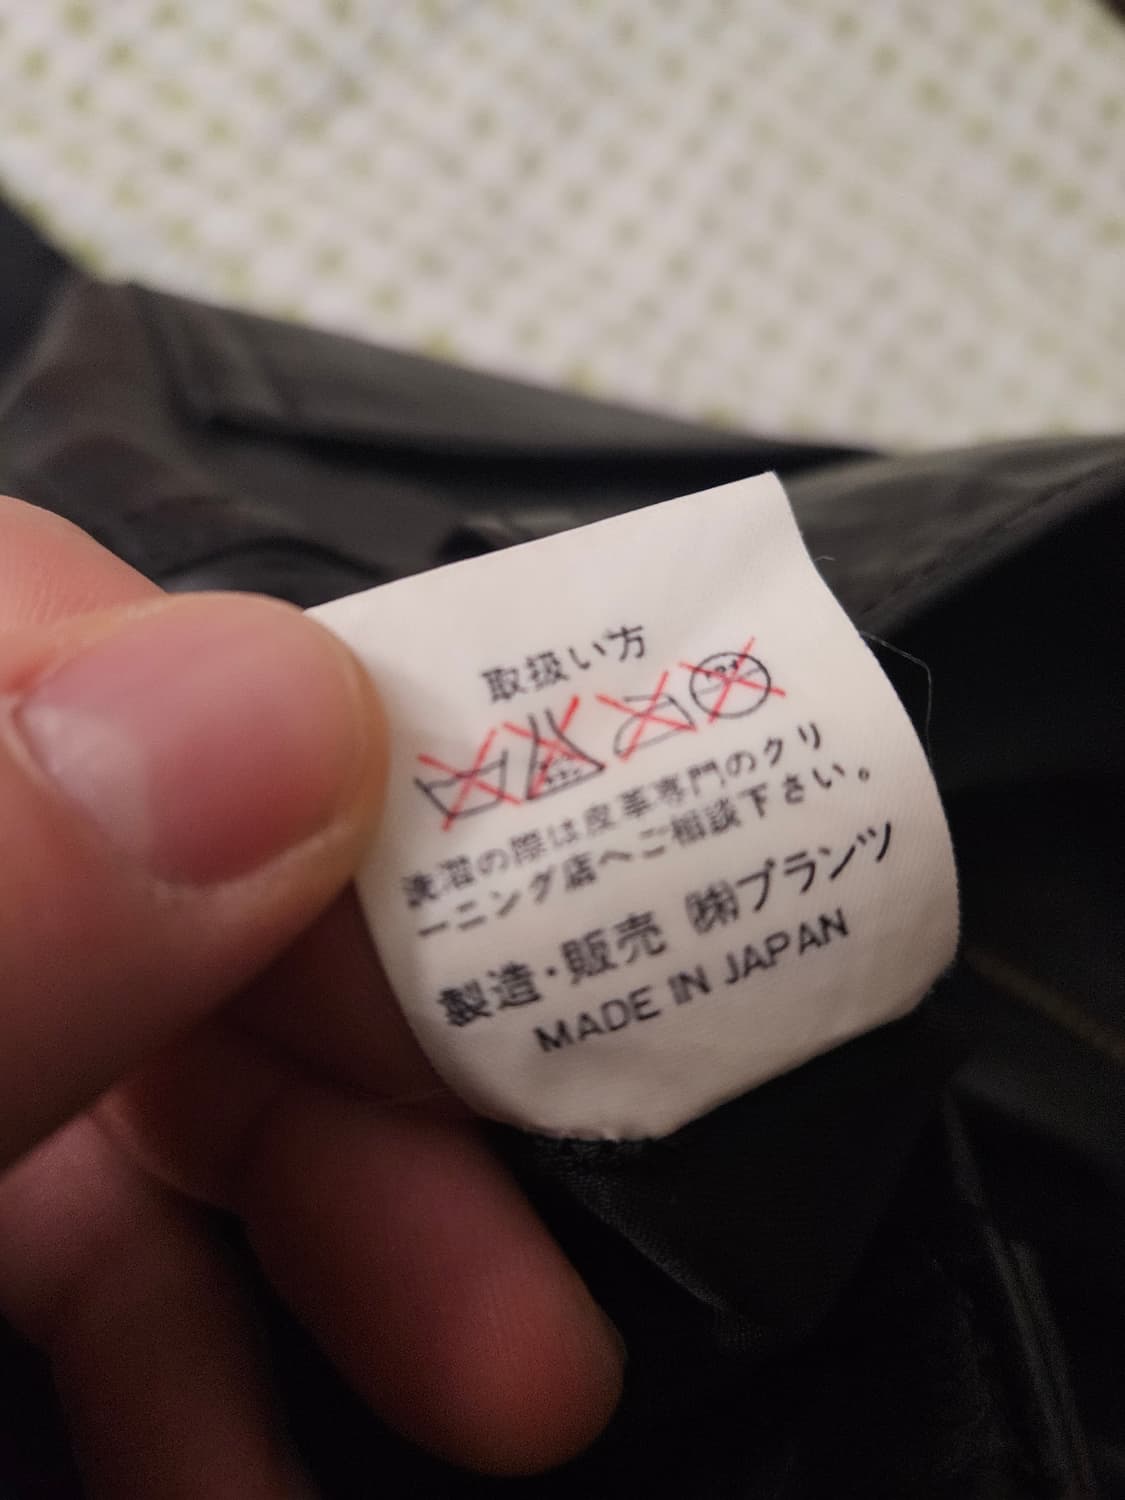 取扱い方
洗濯の際は皮革専門のクリ
ーニング店へご相談下さい。
製造・販売 ㈱ブランツ
MADE IN JAPAN